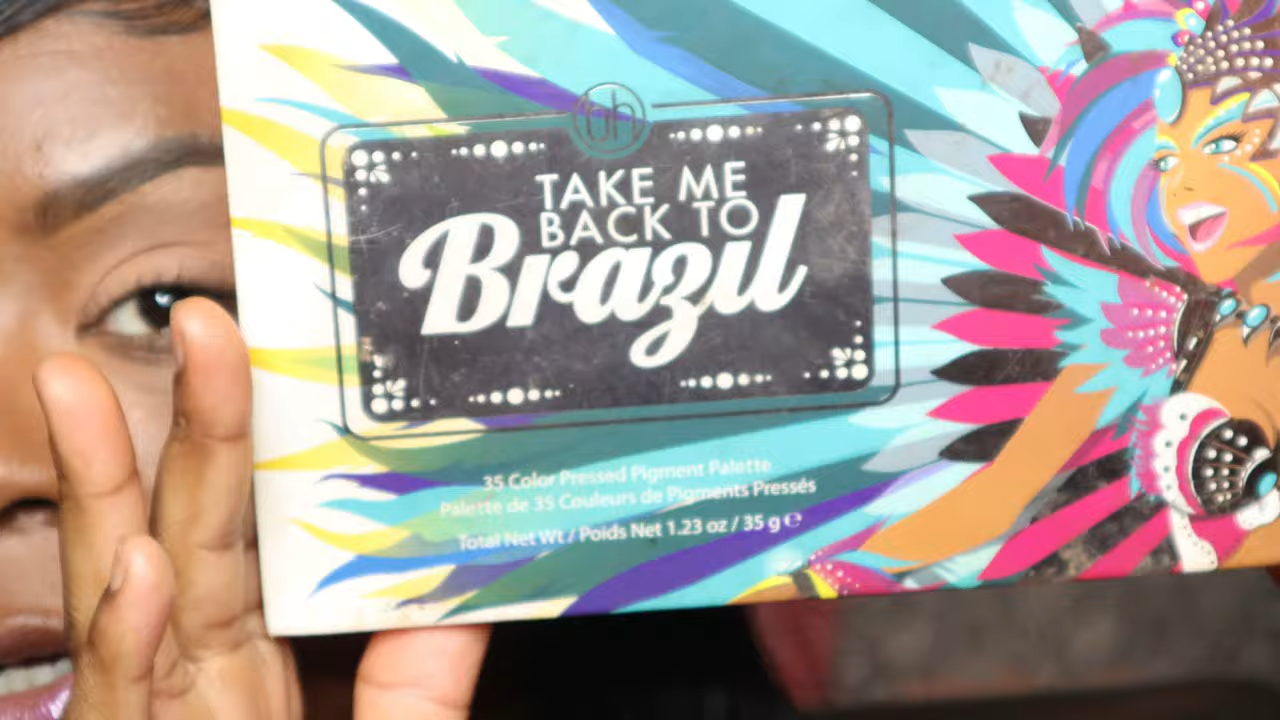 bh
TAKE ME
BACK TO
Brazil
35 Color Pressed Pigment Palette
Palette de 35 Couleurs de Pigments Pressés
Total Net Wt / Poids Net 1.23 oz / 35 g ℮